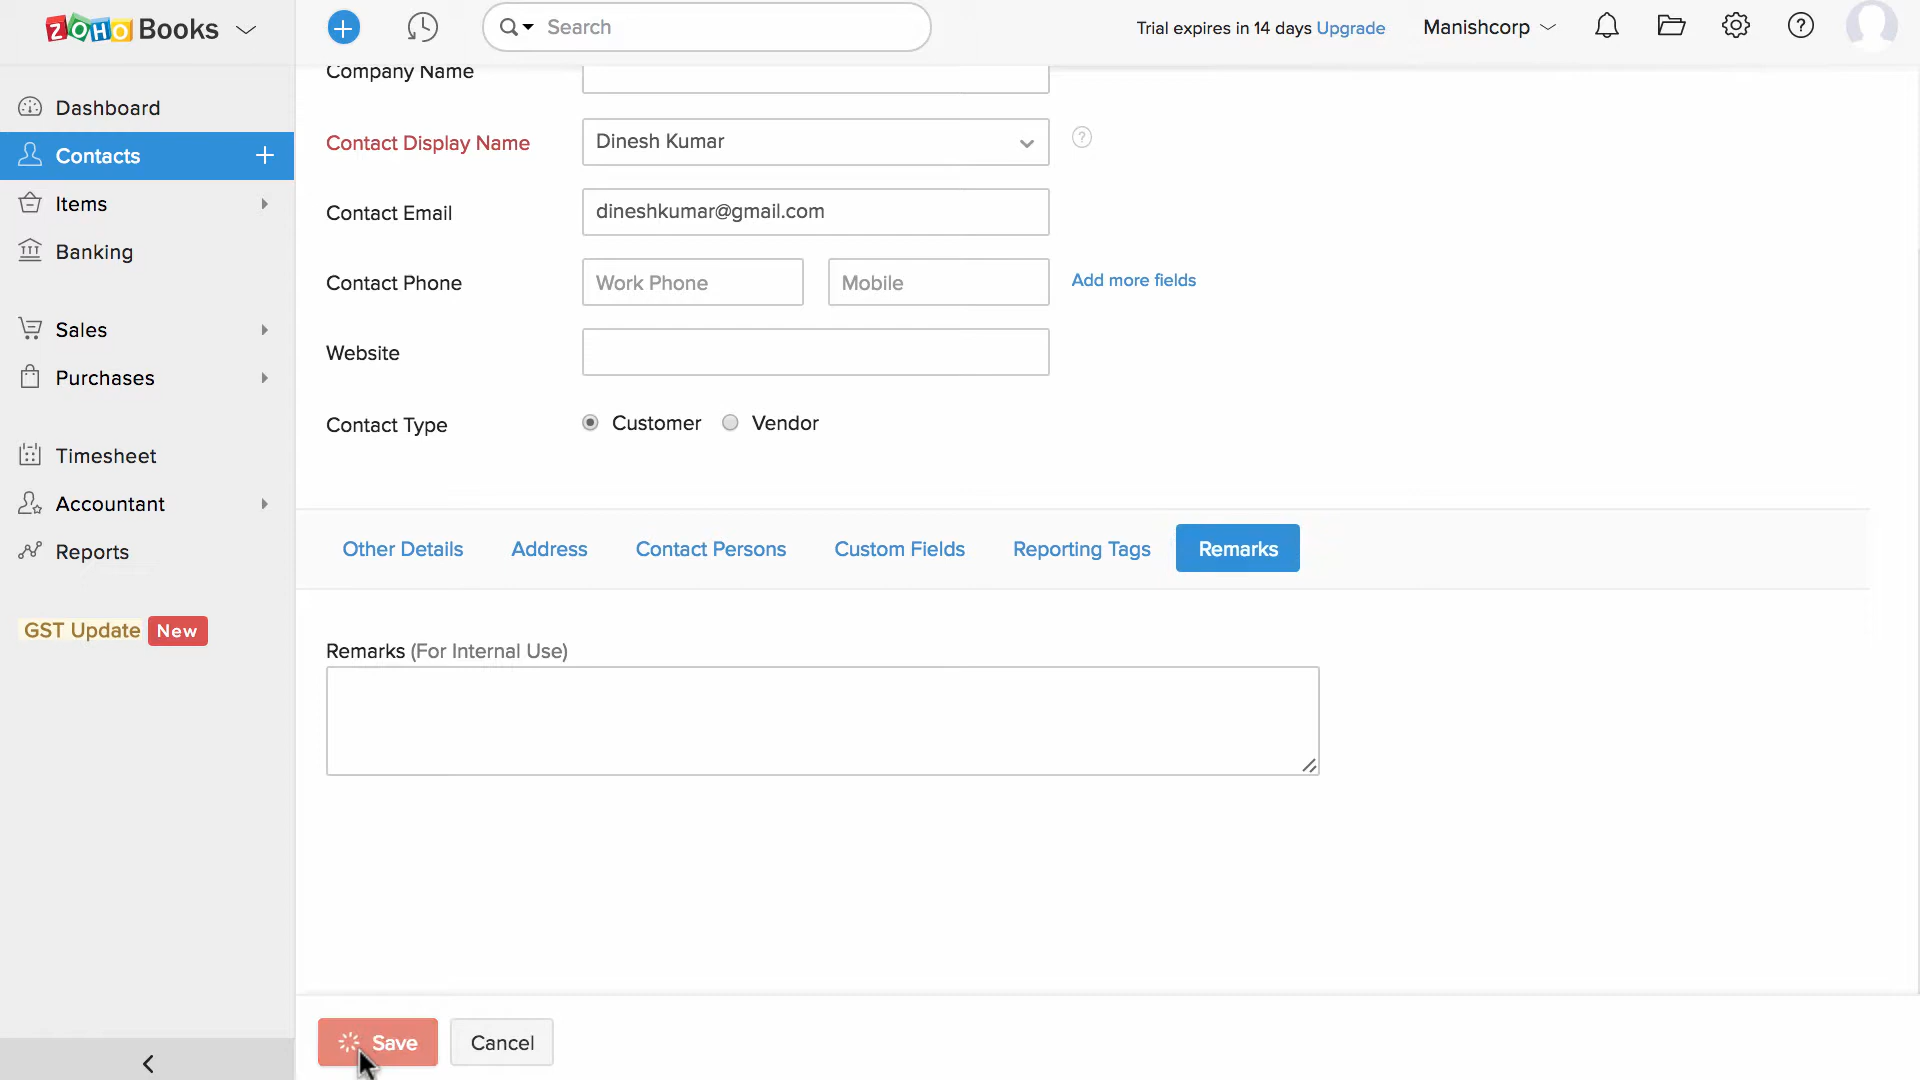 ZOHO Books
Search
Trial expires in 14 days Upgrade
Manishcorp
Dashboard
Contacts
Items
Banking
Sales
Purchases
Timesheet
Accountant
Reports
GST Update New
Company Name
Contact Display Name
Dinesh Kumar
Contact Email
dineshkumar@gmail.com
Contact Phone
Work Phone
Mobile
Add more fields
Website
Contact Type
Customer
Vendor
Other Details
Address
Contact Persons
Custom Fields
Reporting Tags
Remarks
Remarks (For Internal Use)
Save
Cancel